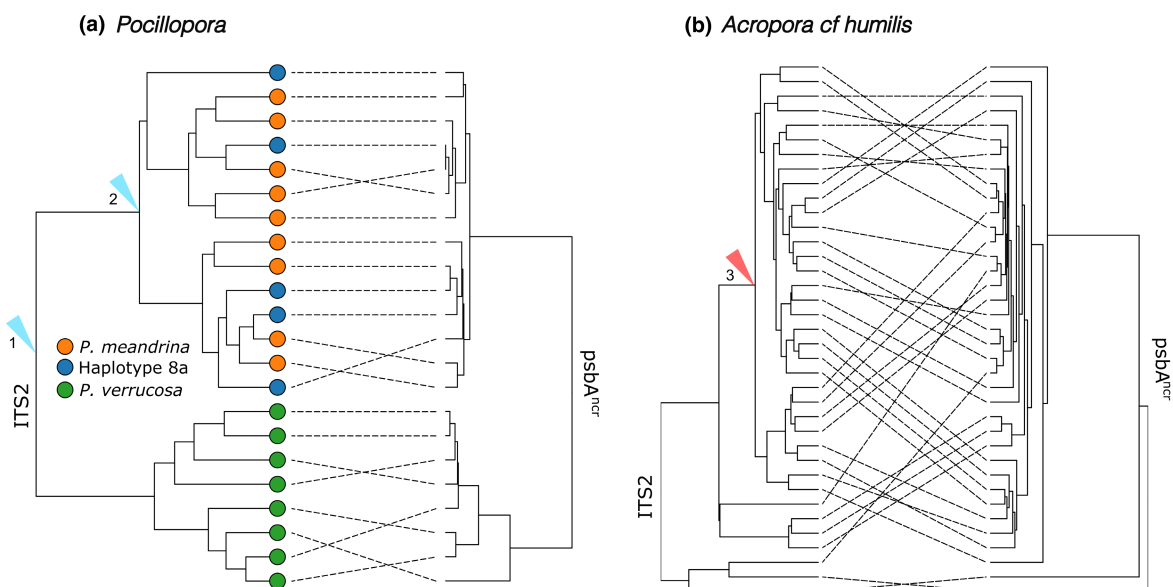 (a) Pocillopora
(b) Acropora cf humilis
2
3
1
P. meandrina
Haplotype 8a
P. verrucosa
ITS2
psbA^ncr
ITS2
psbA^ncr